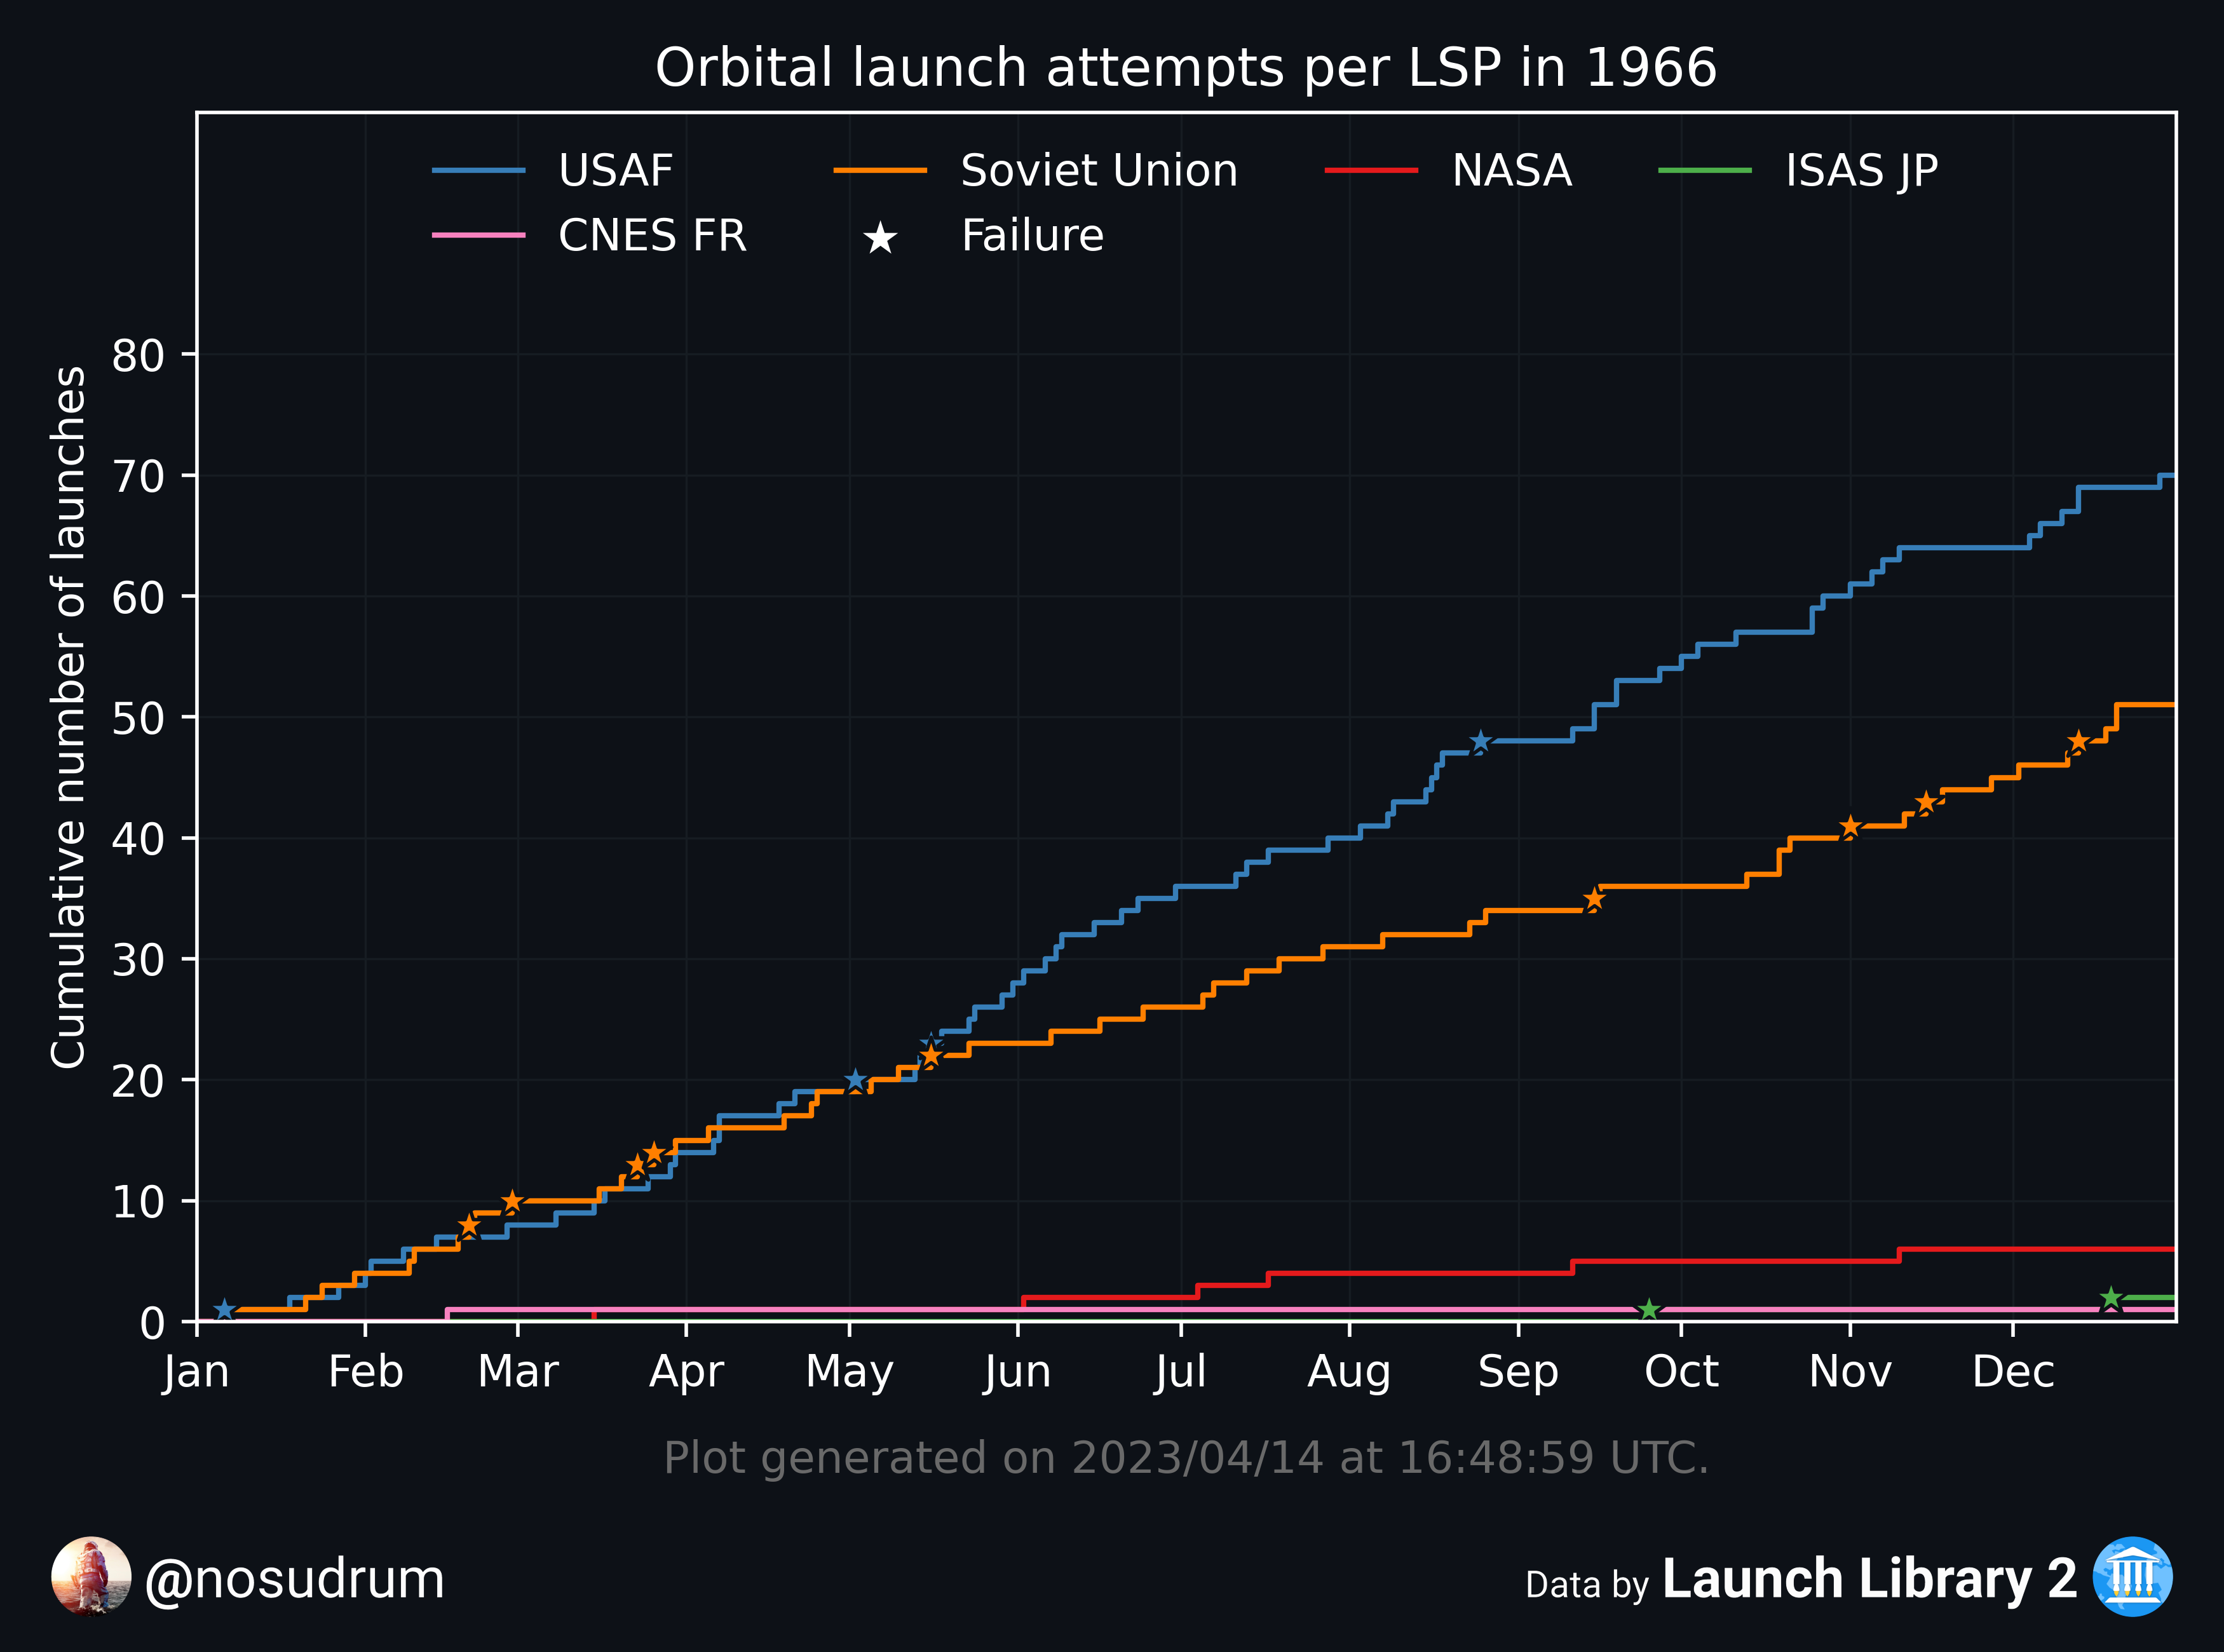 Orbital launch attempts per LSP in 1966
USAF Soviet Union NASA ISAS JP
CNES FR Failure
Cumulative number of launches
80
70
60
50
40
30
20
10
0
Jan Feb Mar Apr May Jun Jul Aug Sep Oct Nov Dec
Plot generated on 2023/04/14 at 16:48:59 UTC.
@nosudrum
Data by Launch Library 2